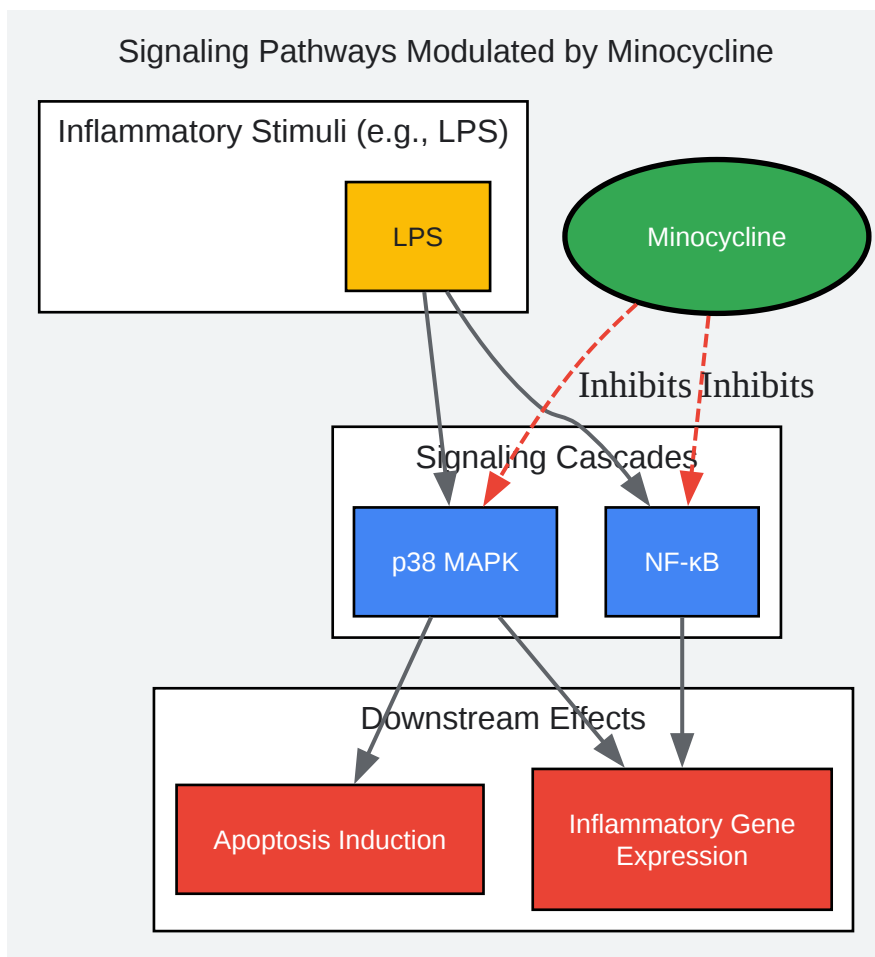 Signaling Pathways Modulated by Minocycline
Inflammatory Stimuli (e.g., LPS)
LPS
Minocycline
Inhibits Inhibits
Signaling Cascades
p38 MAPK
NF-κB
Downstream Effects
Apoptosis Induction
Inflammatory Gene
Expression